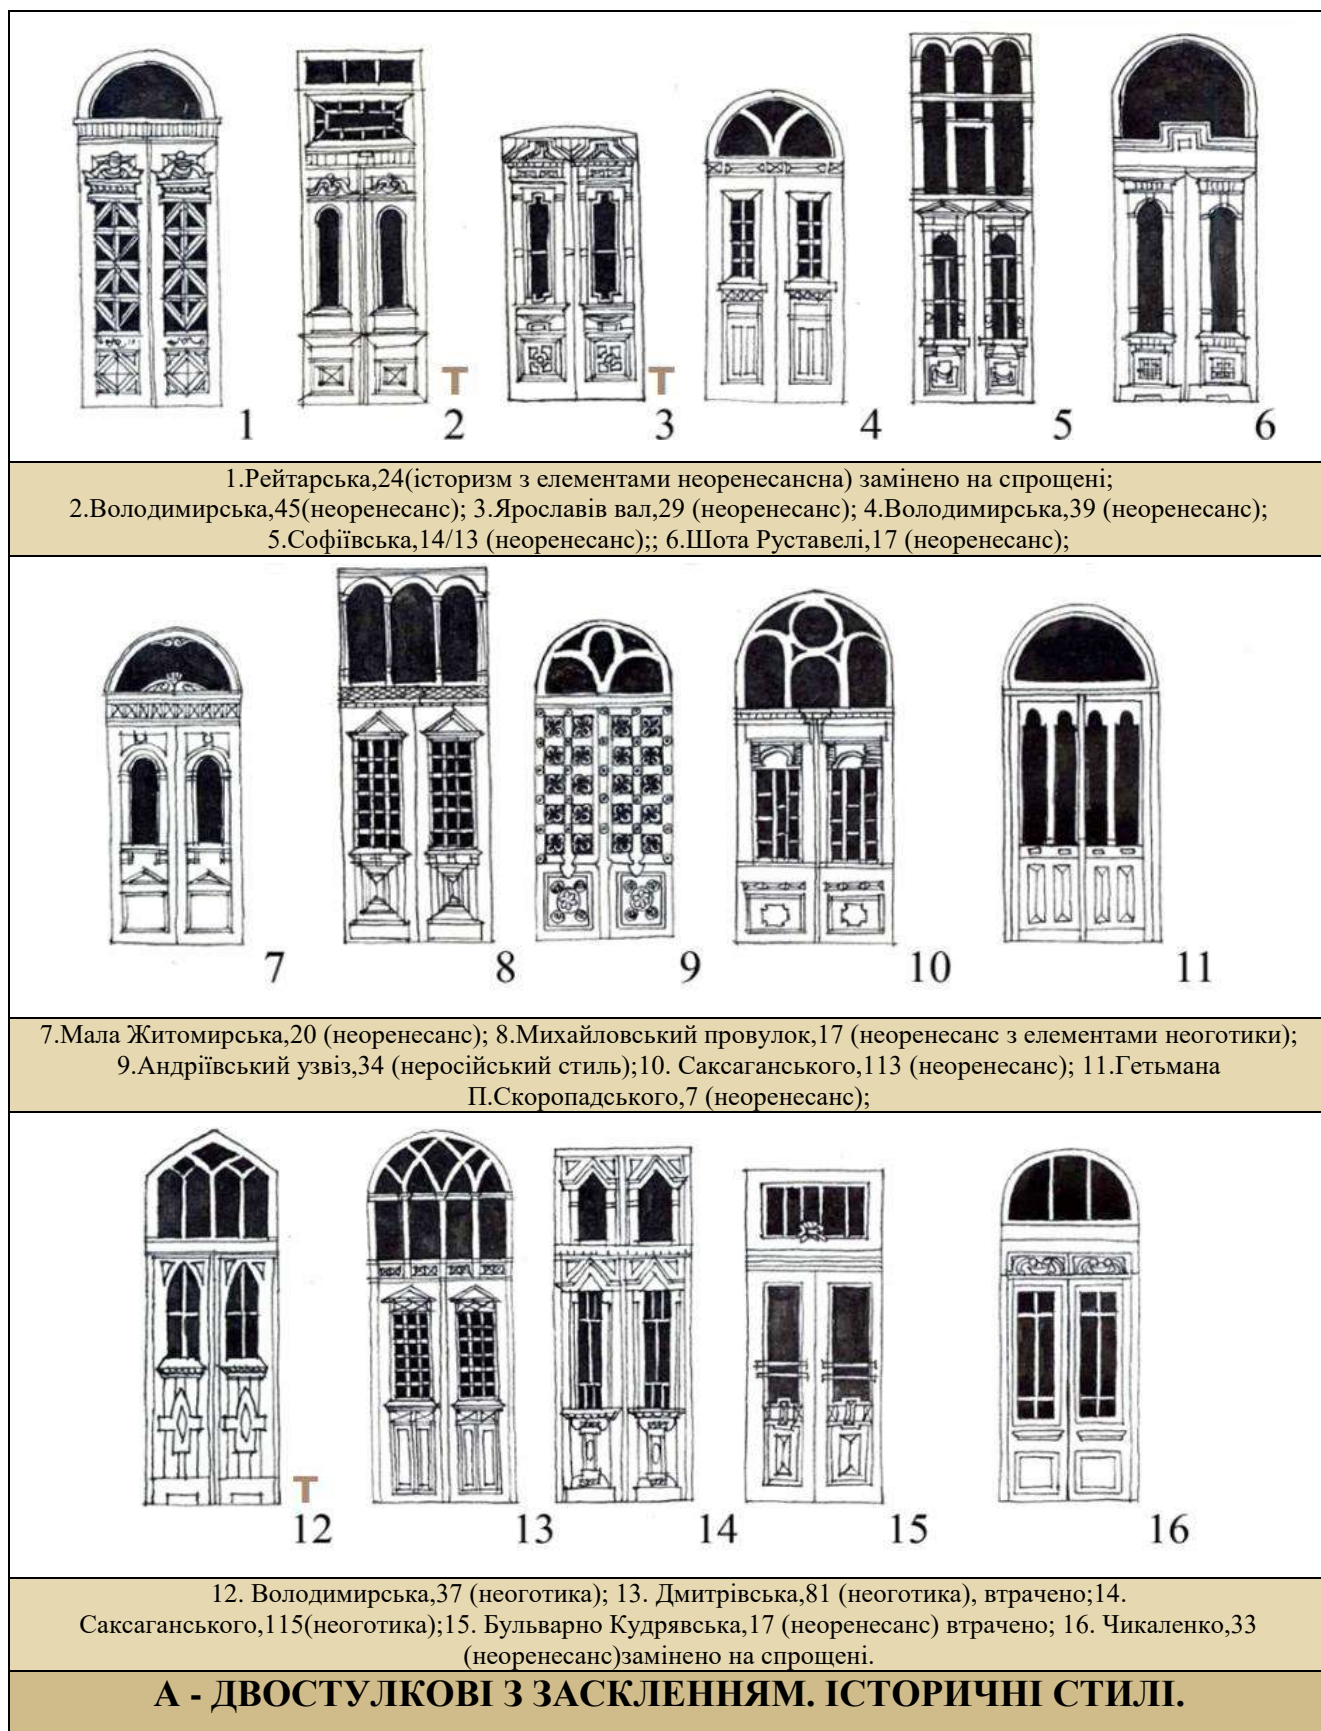 Т
Т
1 2 3 4 5 6
1.Рейтарська,24(історизм з елементами неоренесансна) замінено на спрощені;
2.Володимирська,45(неоренесанс); 3.Ярославів вал,29 (неоренесанс); 4.Володимирська,39 (неоренесанс);
5.Софіївська,14/13 (неоренесанс);; 6.Шота Руставелі,17 (неоренесанс);
7 8 9 10 11
7.Мала Житомирська,20 (неоренесанс); 8.Михайловський провулок,17 (неоренесанс з елементами неоготики);
9.Андріївський узвіз,34 (неросійський стиль);10. Саксаганського,113 (неоренесанс); 11.Гетьмана
П.Скоропадського,7 (неоренесанс);
Т
12 13 14 15 16
12. Володимирська,37 (неоготика); 13. Дмитрівська,81 (неоготика), втрачено;14.
Саксаганського,115(неоготика);15. Бульварно Кудрявська,17 (неоренесанс) втрачено; 16. Чикаленко,33
(неоренесанс)замінено на спрощені.
А - ДВОСТУЛКОВІ З ЗАСКЛЕННЯМ. ІСТОРИЧНІ СТИЛІ.